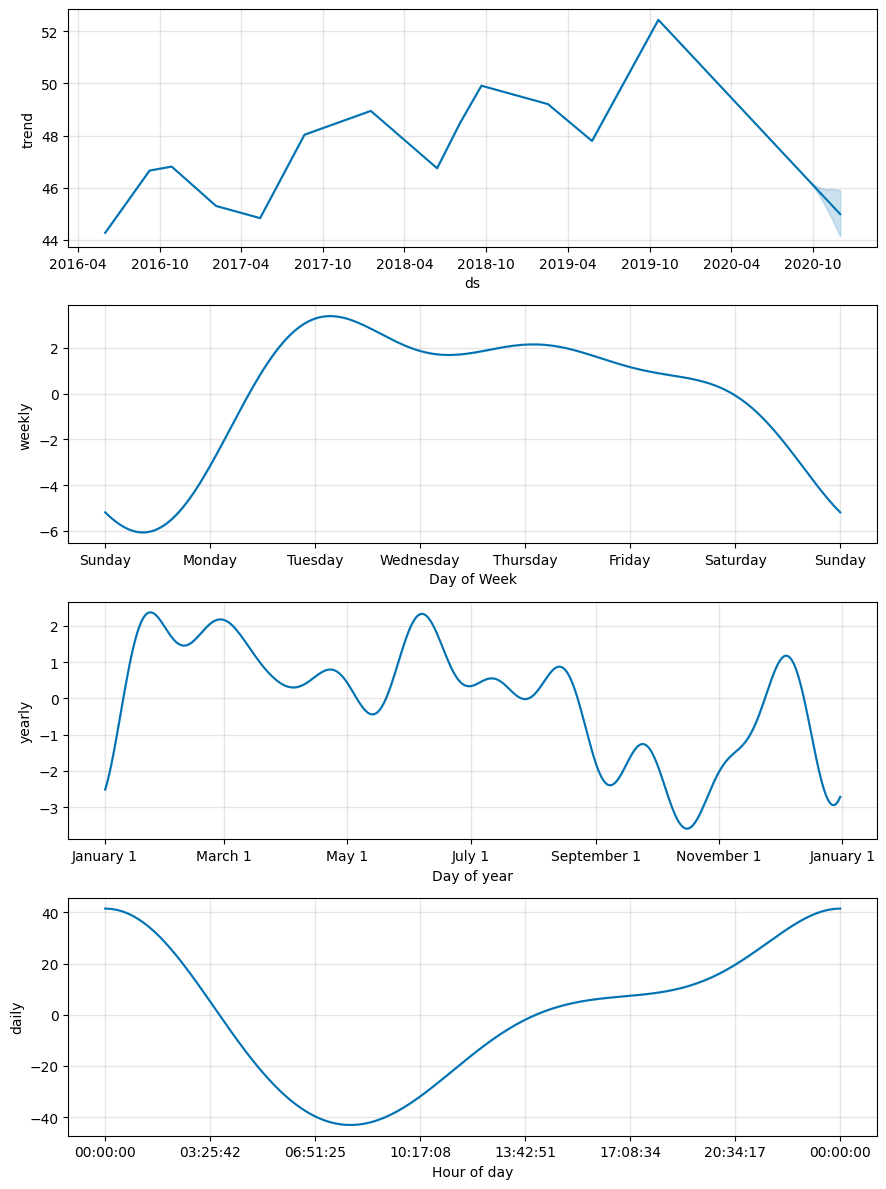 52
50
48
46
44
trend
2016-04 2016-10 2017-04 2017-10 2018-04 2018-10 2019-04 2019-10 2020-04 2020-10
ds
2
0
−2
−4
−6
weekly
Sunday Monday Tuesday Wednesday Thursday Friday Saturday Sunday
Day of Week
2
1
0
−1
−2
−3
yearly
January 1 March 1 May 1 July 1 September 1 November 1 January 1
Day of year
40
20
0
−20
−40
daily
00:00:00 03:25:42 06:51:25 10:17:08 13:42:51 17:08:34 20:34:17 00:00:00
Hour of day